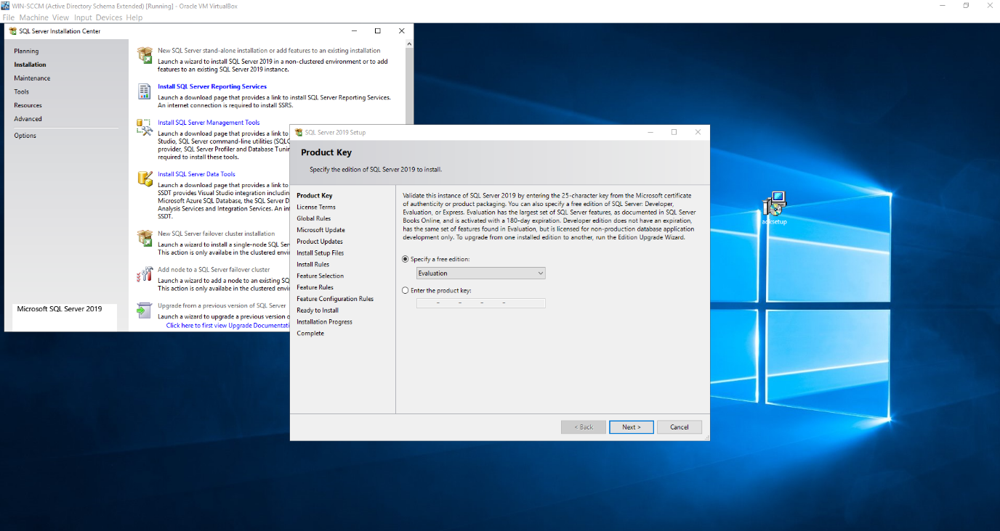 WIN-SCCM (Active Directory Schema Extended) [Running] - Oracle VM VirtualBox
File Machine View Input Devices Help
SQL Server Installation Center
Planning
Installation
Maintenance
Tools
Resources
Advanced
Options
Microsoft SQL Server 2019
New SQL Server stand-alone installation or add features to an existing installation
Launch a wizard to install SQL Server 2019 in a non-clustered environment or to add
features to an existing SQL Server 2019 instance.
Install SQL Server Reporting Services
Launch a download page that provides a link to install SQL Server Reporting Services.
An internet connection is required to install SSRS.
Install SQL Server Management Tools
Launch a download page that provides a link to
Studio, SQL Server command-line utilities (SQLC
provider, SQL Server Profiler and Database Tunin
required to install these tools.
Install SQL Server Data Tools
Launch a download page that provides a link to
SSDT provides Visual Studio integration includin
Microsoft Azure SQL Database, the SQL Server D
Analysis Services and Integration Services. An int
SSDT.
New SQL Server failover cluster installation
Launch a wizard to install a single-node SQL Ser
This action is only availabe in the clustered envi
Add node to a SQL Server failover cluster
Launch a wizard to add a node to an existing SQ
This action is only availabe in the clustered envi
Upgrade from a previous version of SQL Server
Launch a wizard to upgrade a previous version o
Click here to first view Upgrade Documentati
SQL Server 2019 Setup
Product Key
Specify the edition of SQL Server 2019 to install.
Product Key
License Terms
Global Rules
Microsoft Update
Product Updates
Install Setup Files
Install Rules
Feature Selection
Feature Rules
Feature Configuration Rules
Ready to Install
Installation Progress
Complete
Validate this instance of SQL Server 2019 by entering the 25-character key from the Microsoft certificate
of authenticity or product packaging. You can also specify a free edition of SQL Server: Developer,
Evaluation, or Express. Evaluation has the largest set of SQL Server features, as documented in SQL Server
Books Online, and is activated with a 180-day expiration. Developer edition does not have an expiration,
has the same set of features found in Evaluation, but is licensed for non-production database application
development only. To upgrade from one installed edition to another, run the Edition Upgrade Wizard.
Specify a free edition:
Evaluation
Enter the product key:
- - - -
< Back
Next >
Cancel
adksetup